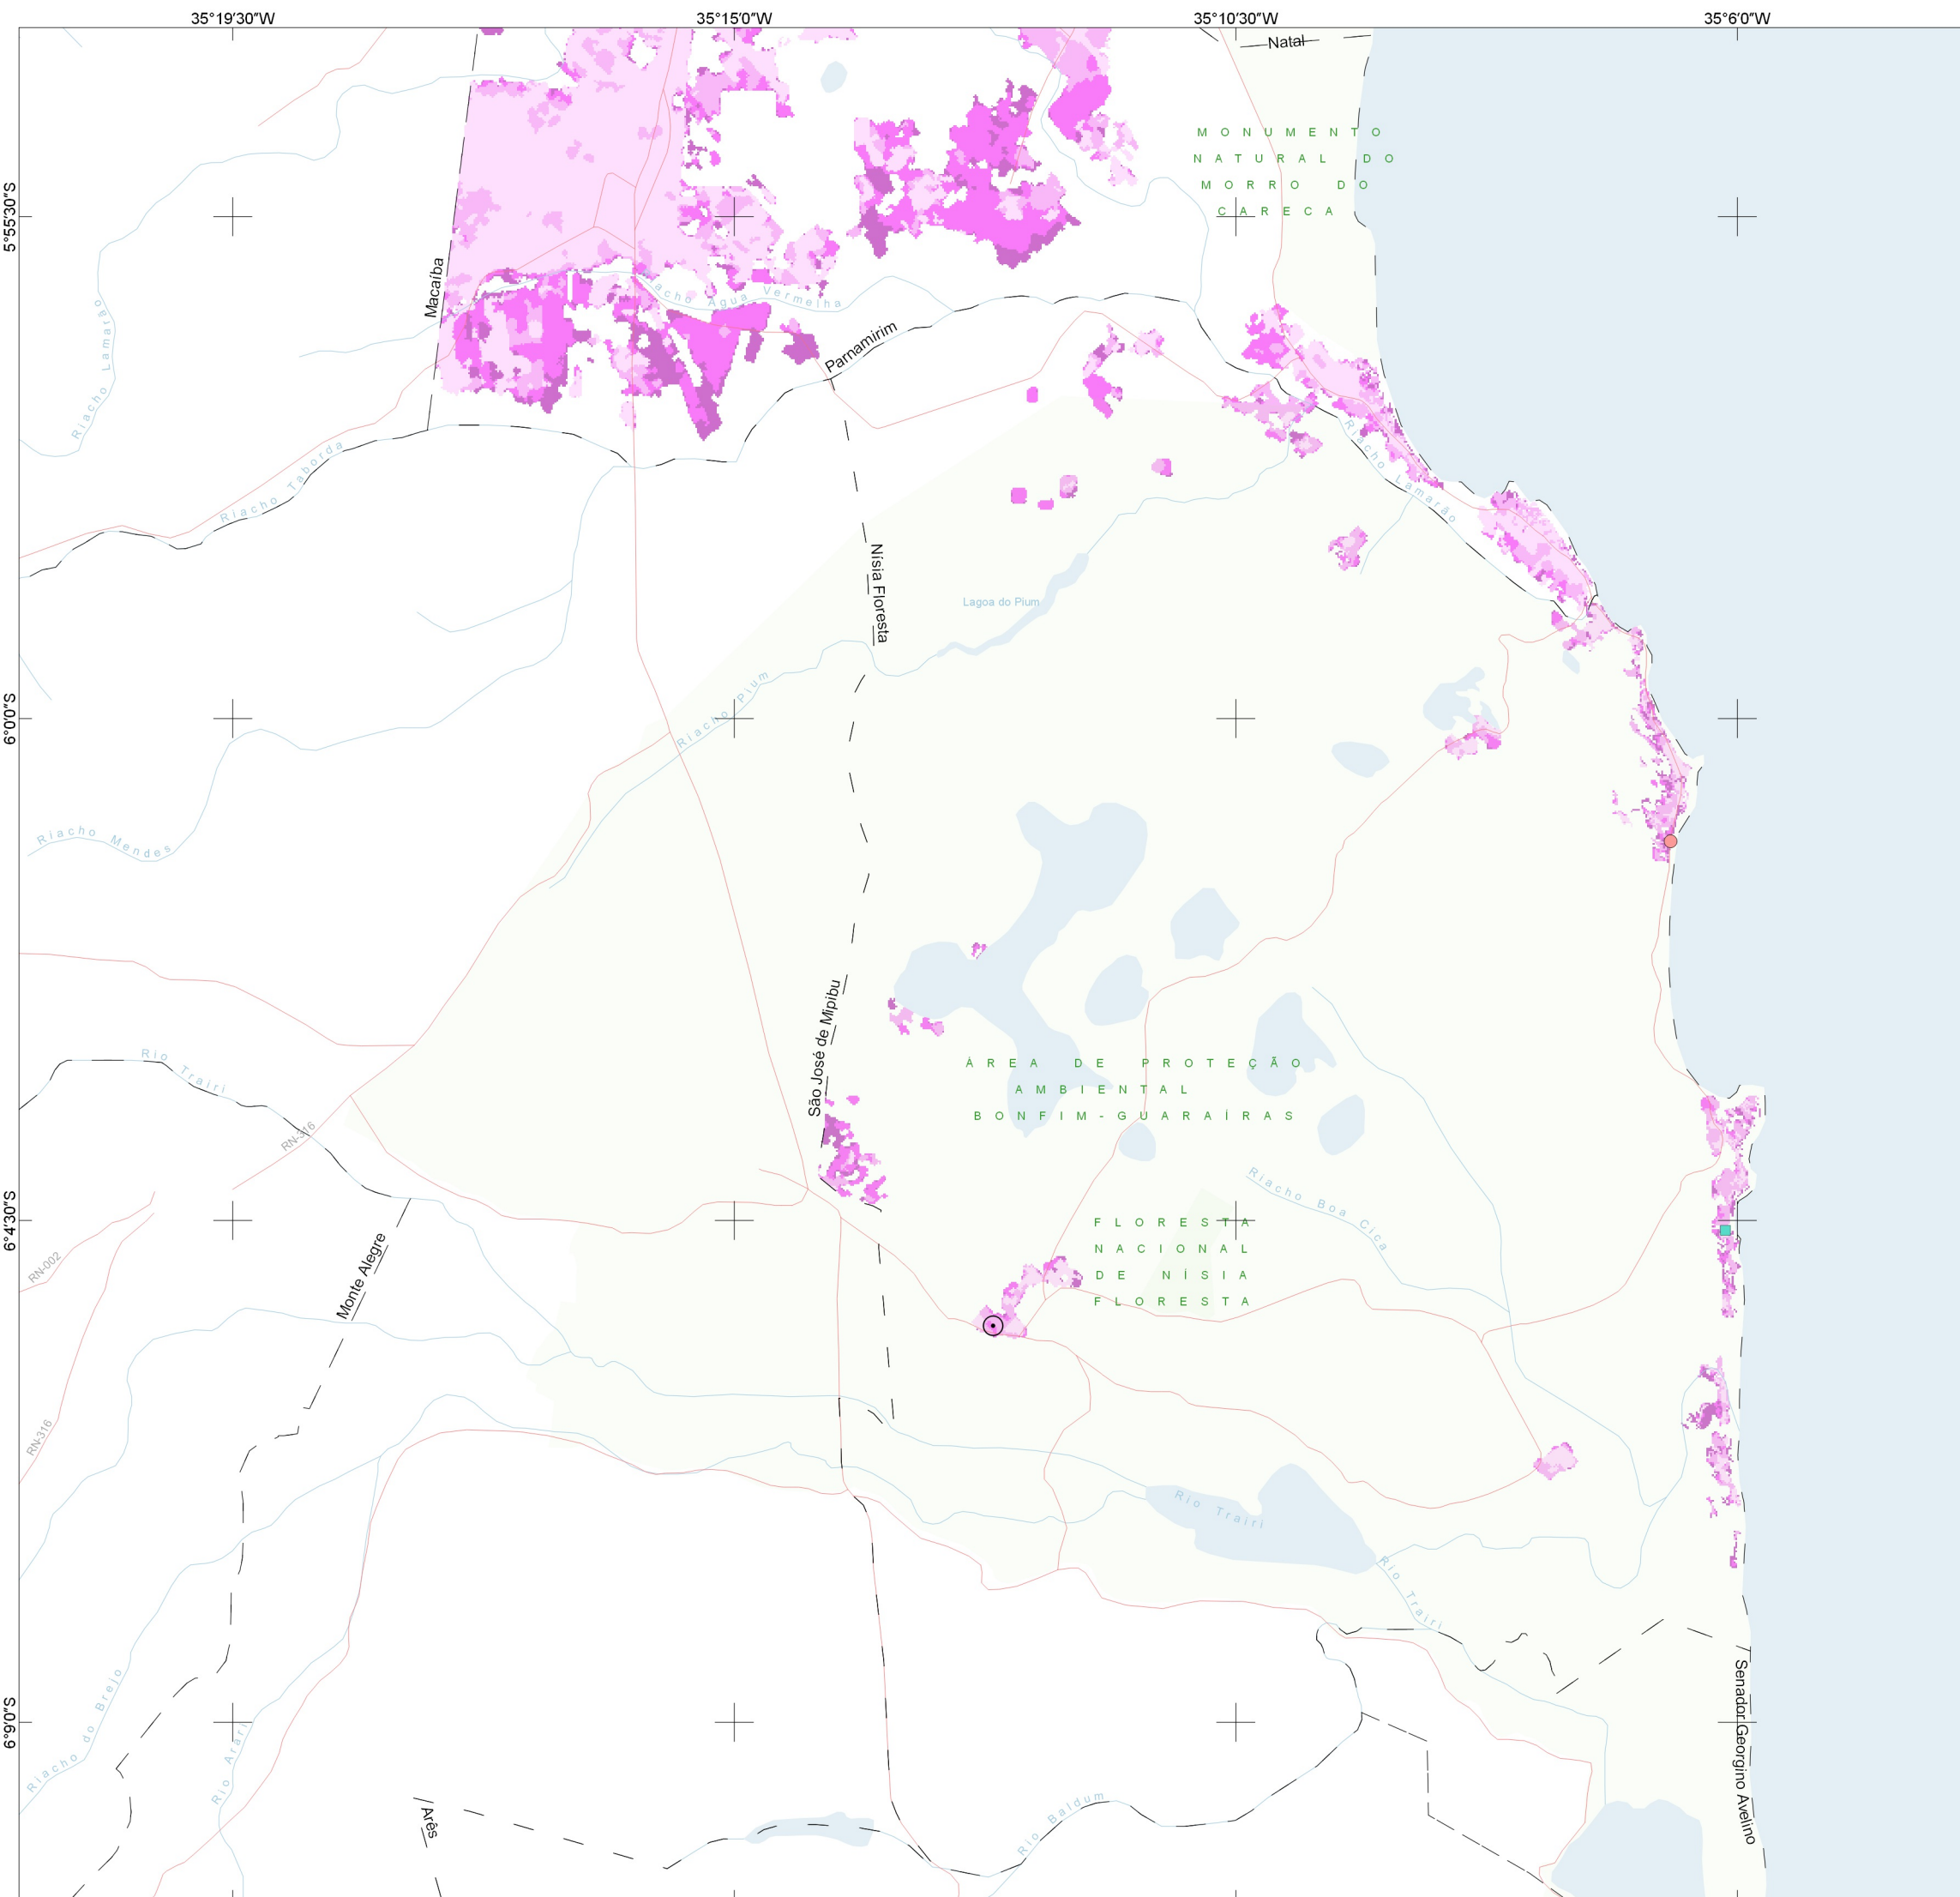 35°19'30"W
35°15'0"W
35°10'30"W
35°6'0"W
Natal
MONUMENTO
NATURAL DO
MORRO DO
CARECA
5°55'30"S
Macaíba
Riacho Lamarão
Riacho Água Vermelha
Parnamirim
Riacho Taborda
Riacho Lamarão
Nísia Floresta
Lagoa do Pium
Riacho Pium
6°0'0"S
Riacho Mendes
São José de Mipibu
Rio Trairi
ÁREA DE PROTEÇÃO
AMBIENTAL
BONFIM-GUARAÍRAS
RN-316
Riacho Boa Cica
6°4'30"S
FLORESTA
NACIONAL
DE NÍSIA
FLORESTA
RN-002
Monte Alegre
RN-316
Rio Trairi
Rio Trairi
Riacho do Brejo
Senador Georgino Avelino
6°9'0"S
Rio Arari
Arês
Rio Baldum